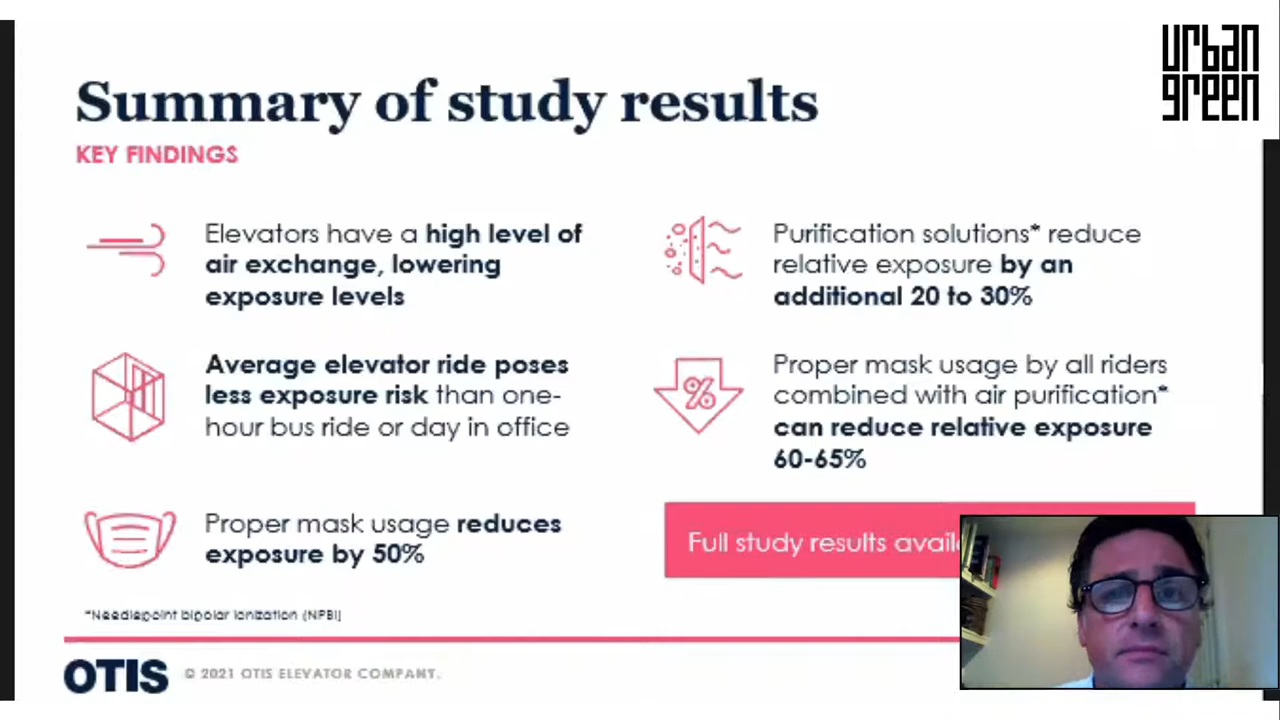 urban
green
Summary of study results
KEY FINDINGS
Elevators have a high level of
air exchange, lowering
exposure levels
Average elevator ride poses
less exposure risk than one-
hour bus ride or day in office
Proper mask usage reduces
exposure by 50%
Purification solutions* reduce
relative exposure by an
additional 20 to 30%
%
Proper mask usage by all riders
combined with air purification*
can reduce relative exposure
60-65%
Full study results
*Needlepoint bipolar ionization (NPBI)
OTIS
© 2021 OTIS ELEVATOR COMPANY.